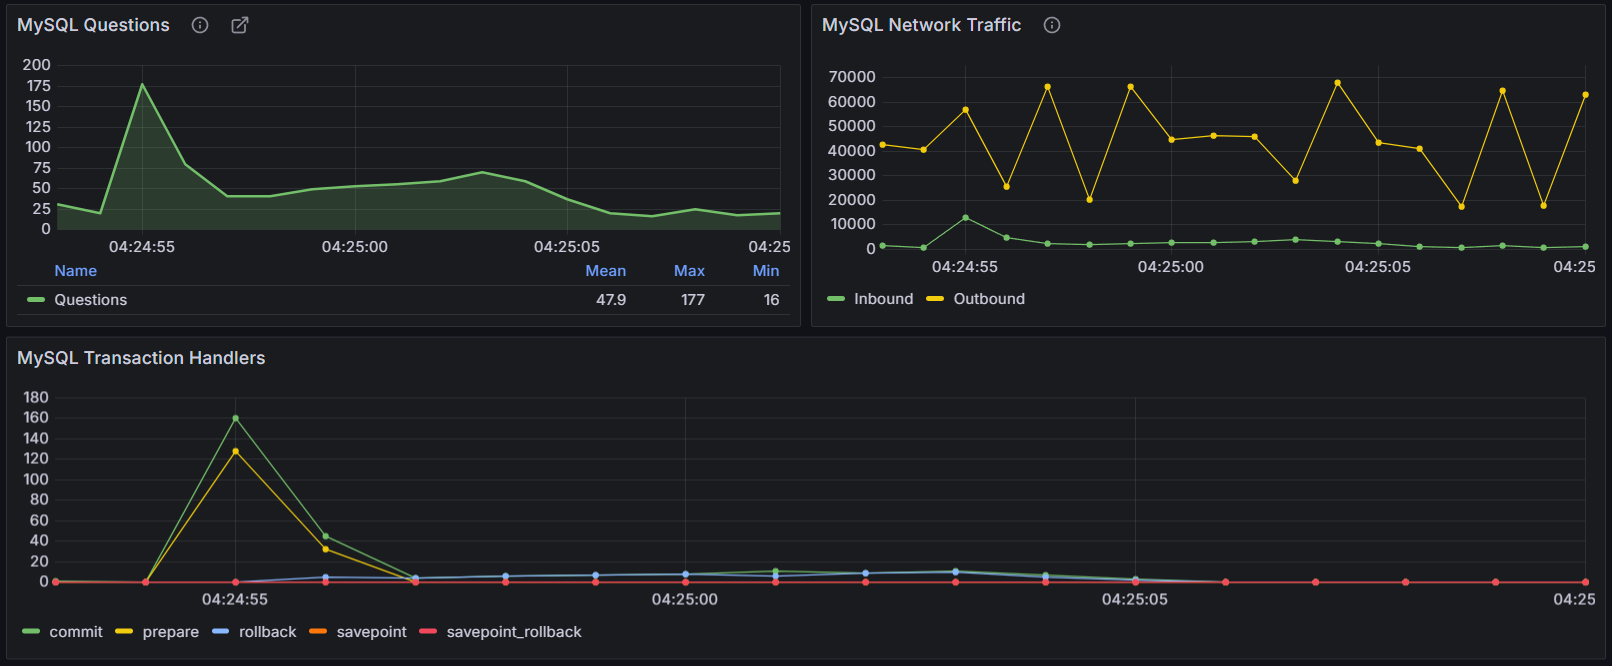 MySQL Questions
200
175
150
125
100
75
50
25
0
04:24:55 04:25:00 04:25:05 04:25
Name Mean Max Min
Questions 47.9 177 16
MySQL Network Traffic
70000
60000
50000
40000
30000
20000
10000
0
04:24:55 04:25:00 04:25:05 04:25
Inbound Outbound
MySQL Transaction Handlers
180
160
140
120
100
80
60
40
20
0
04:24:55 04:25:00 04:25:05 04:25
commit prepare rollback savepoint savepoint_rollback